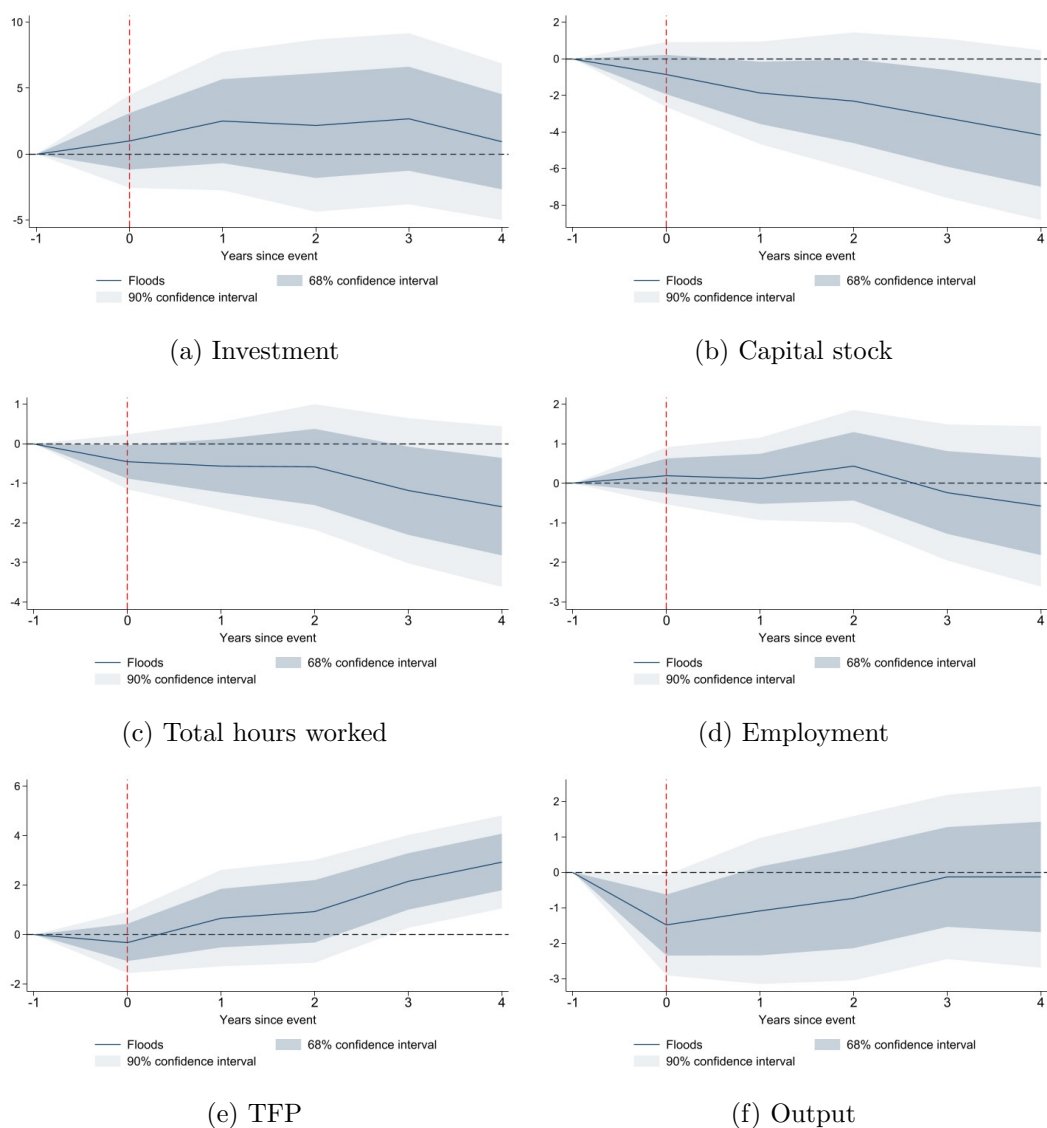 10
5
0
-5
-1 0 1 2 3 4
Years since event
Floods 68% confidence interval
90% confidence interval
(a) Investment
2
0
-2
-4
-6
-8
-1 0 1 2 3 4
Years since event
Floods 68% confidence interval
90% confidence interval
(b) Capital stock
1
0
-1
-2
-3
-4
-1 0 1 2 3 4
Years since event
Floods 68% confidence interval
90% confidence interval
(c) Total hours worked
2
1
0
-1
-2
-3
-1 0 1 2 3 4
Years since event
Floods 68% confidence interval
90% confidence interval
(d) Employment
6
4
2
0
-2
-1 0 1 2 3 4
Years since event
Floods 68% confidence interval
90% confidence interval
(e) TFP
2
1
0
-1
-2
-3
-1 0 1 2 3 4
Years since event
Floods 68% confidence interval
90% confidence interval
(f) Output